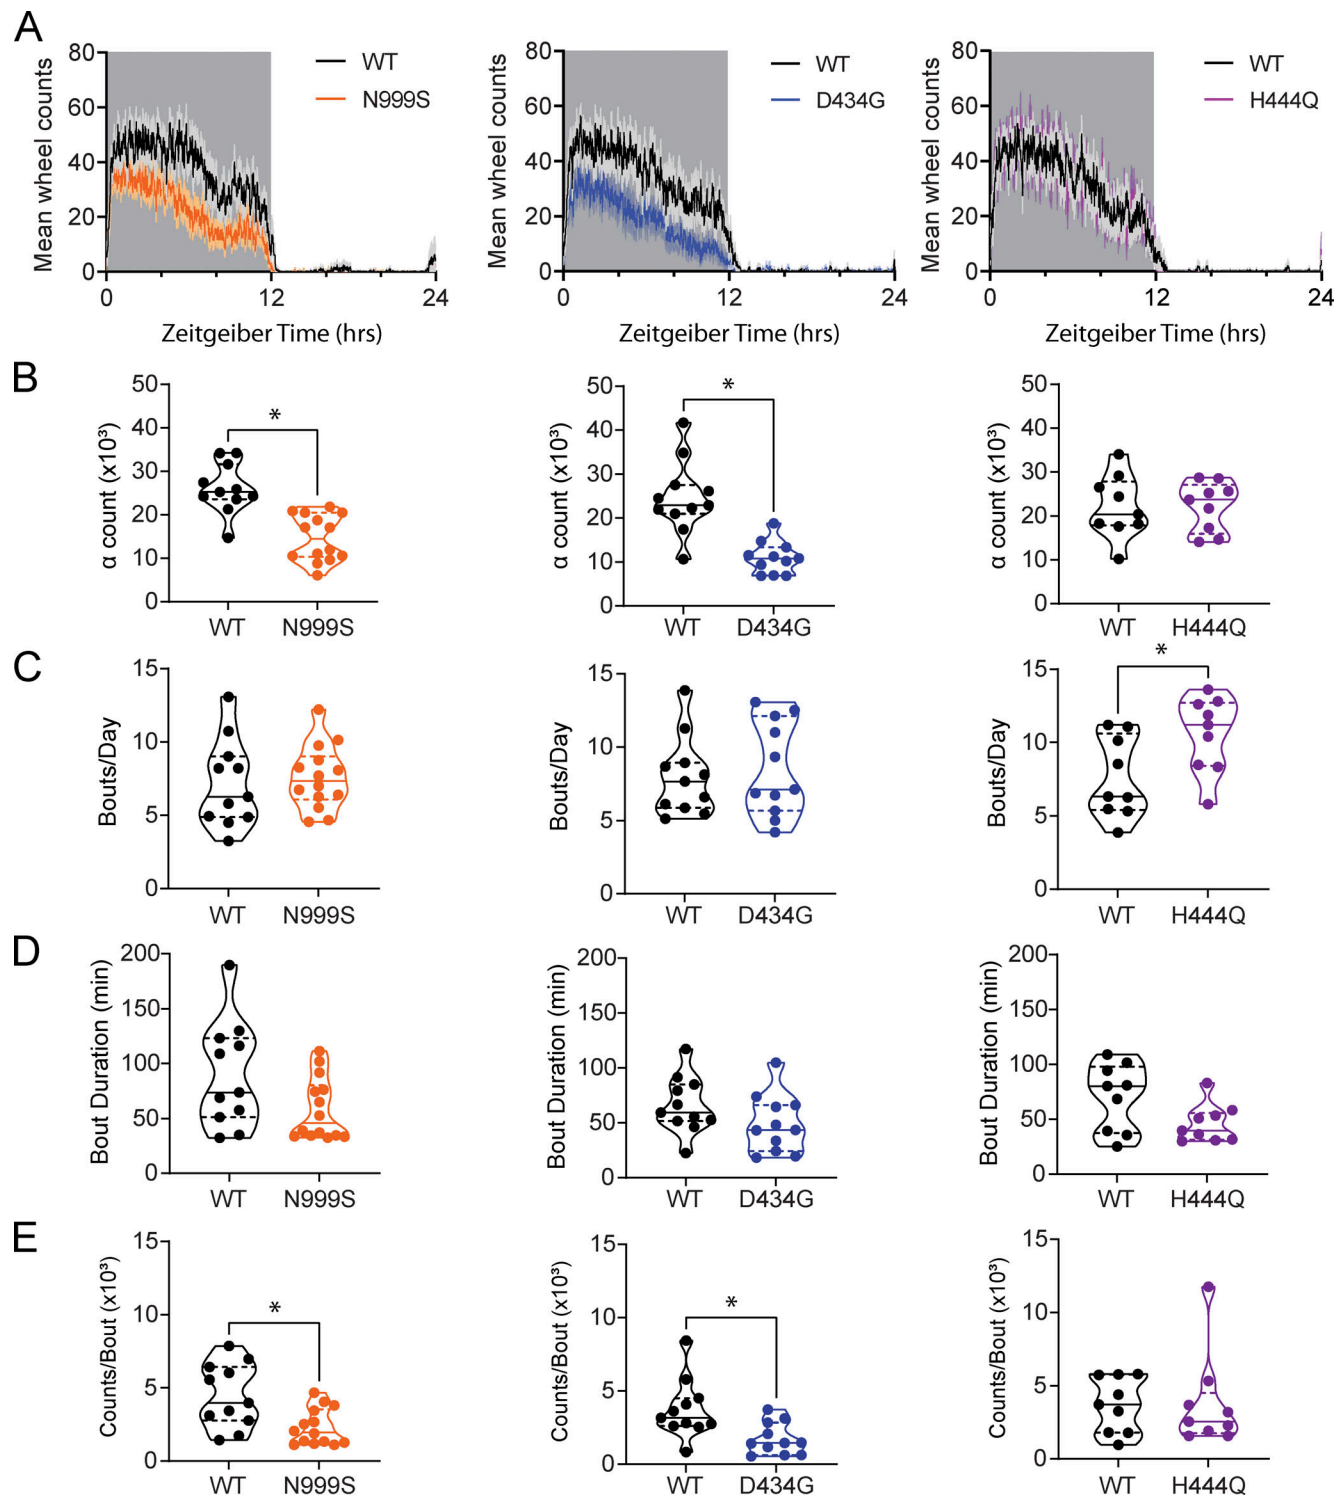 A
Mean wheel counts
80
60
40
20
0
0
12
24
WT
N999S
Zeitgeiber Time (hrs)
Mean wheel counts
80
60
40
20
0
0
12
24
WT
D434G
Zeitgeiber Time (hrs)
Mean wheel counts
80
60
40
20
0
0
12
24
WT
H444Q
Zeitgeiber Time (hrs)
B
α count (x10³)
50
40
30
20
10
0
*
WT
N999S
α count (x10³)
50
40
30
20
10
0
*
WT
D434G
α count (x10³)
50
40
30
20
10
0
WT
H444Q
C
Bouts/Day
15
10
5
0
WT
N999S
Bouts/Day
15
10
5
0
WT
D434G
Bouts/Day
15
10
5
0
*
WT
H444Q
D
Bout Duration (min)
200
150
100
50
0
WT
N999S
Bout Duration (min)
200
150
100
50
0
WT
D434G
Bout Duration (min)
200
150
100
50
0
WT
H444Q
E
Counts/Bout (x10³)
15
10
5
0
*
WT
N999S
Counts/Bout (x10³)
15
10
5
0
*
WT
D434G
Counts/Bout (x10³)
15
10
5
0
WT
H444Q